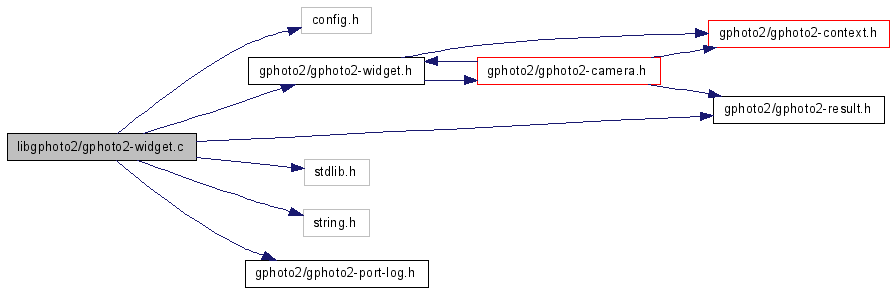 config.h
gphoto2/gphoto2-context.h
gphoto2/gphoto2-widget.h
gphoto2/gphoto2-camera.h
gphoto2/gphoto2-result.h
libgphoto2/gphoto2-widget.c
stdlib.h
string.h
gphoto2/gphoto2-port-log.h